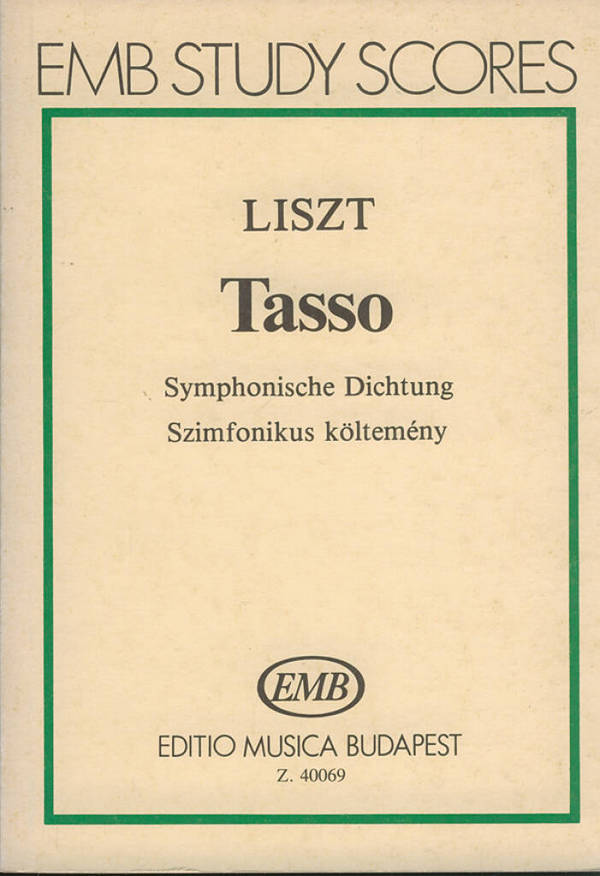 EMB STUDY SCORES
LISZT
Tasso
Symphonische Dichtung
Szimfonikus költemény
EMB
EDITIO MUSICA BUDAPEST
Z. 40069